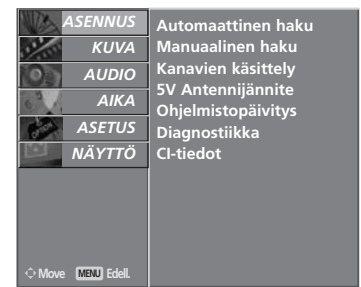 ASENNUS
KUVA
AUDIO
AIKA
ASETUS
NÄYTTÖ
Automaattinen haku
Manuaalinen haku
Kanavien käsittely
5V Antennijännite
Ohjelmistopäivitys
Diagnostiikka
CI-tiedot
Move MENU Edell.